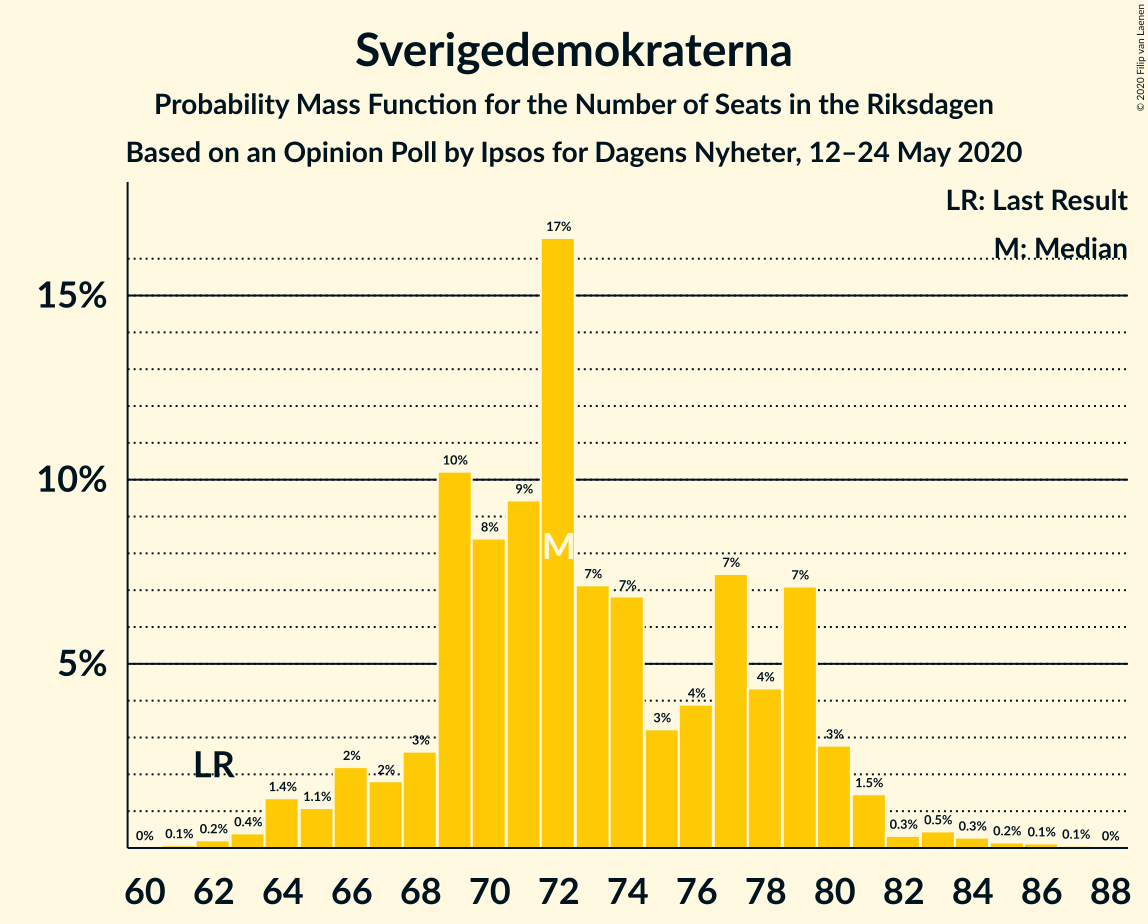 © 2020 Filip van Laenen
Sverigedemokraterna
Probability Mass Function for the Number of Seats in the Riksdagen
Based on an Opinion Poll by Ipsos for Dagens Nyheter, 12–24 May 2020
LR: Last Result
M: Median
15%
10%
5%
0% 0.1% 0.2% 0.4% 1.4% 1.1% 2% 2% 3% 10% 8% 9% 17% 7% 7% 3% 4% 7% 4% 7% 3% 1.5% 0.3% 0.5% 0.3% 0.2% 0.1% 0.1% 0%
LR
M
60 62 64 66 68 70 72 74 76 78 80 82 84 86 88